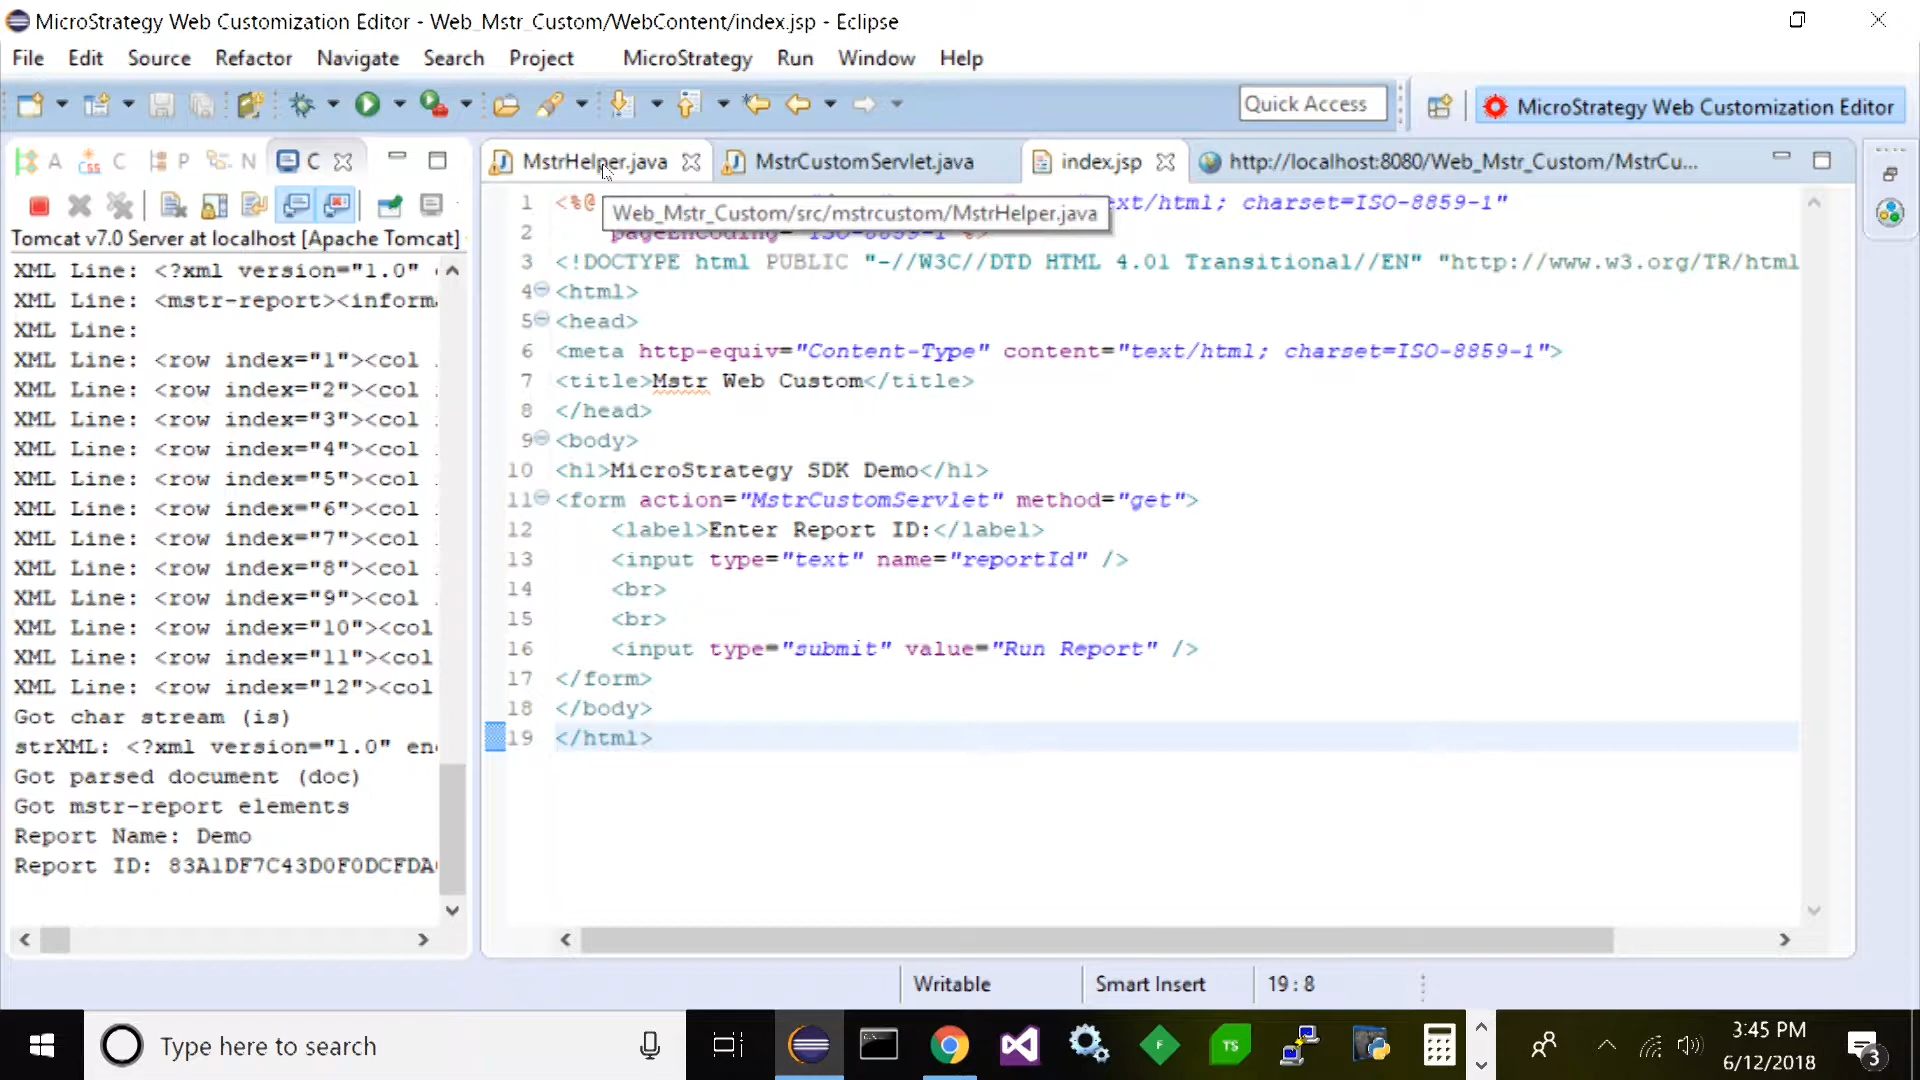 MicroStrategy Web Customization Editor - Web_Mstr_Custom/WebContent/index.jsp - Eclipse
File Edit Source Refactor Navigate Search Project MicroStrategy Run Window Help
Quick Access
MicroStrategy Web Customization Editor
A C P N C
MstrHelper.java
MstrCustomServlet.java
index.jsp
http://localhost:8080/Web_Mstr_Custom/MstrCu...
Tomcat v7.0 Server at localhost [Apache Tomcat]
XML Line: <?xml version="1.0"
XML Line: <mstr-report><inform
XML Line:
XML Line: <row index="1"><col
XML Line: <row index="2"><col
XML Line: <row index="3"><col
XML Line: <row index="4"><col
XML Line: <row index="5"><col
XML Line: <row index="6"><col
XML Line: <row index="7"><col
XML Line: <row index="8"><col
XML Line: <row index="9"><col
XML Line: <row index="10"><col
XML Line: <row index="11"><col
XML Line: <row index="12"><col
Got char stream (is)
strXML: <?xml version="1.0" en
Got parsed document (doc)
Got mstr-report elements
Report Name: Demo
Report ID: 83A1DF7C43D0F0DCFDA
1 <%@ ext/html; charset=ISO-8859-1"
Web_Mstr_Custom/src/mstrcustom/MstrHelper.java
2 pageEncoding="ISO-8859-1"%>
3 <!DOCTYPE html PUBLIC "-//W3C//DTD HTML 4.01 Transitional//EN" "http://www.w3.org/TR/html
4 <html>
5 <head>
6 <meta http-equiv="Content-Type" content="text/html; charset=ISO-8859-1">
7 <title>Mstr Web Custom</title>
8 </head>
9 <body>
10 <h1>MicroStrategy SDK Demo</h1>
11 <form action="MstrCustomServlet" method="get">
12 <label>Enter Report ID:</label>
13 <input type="text" name="reportId" />
14 <br>
15 <br>
16 <input type="submit" value="Run Report" />
17 </form>
18 </body>
19 </html>
Writable
Smart Insert
19 : 8
Type here to search
F
TS
3:45 PM
6/12/2018
3